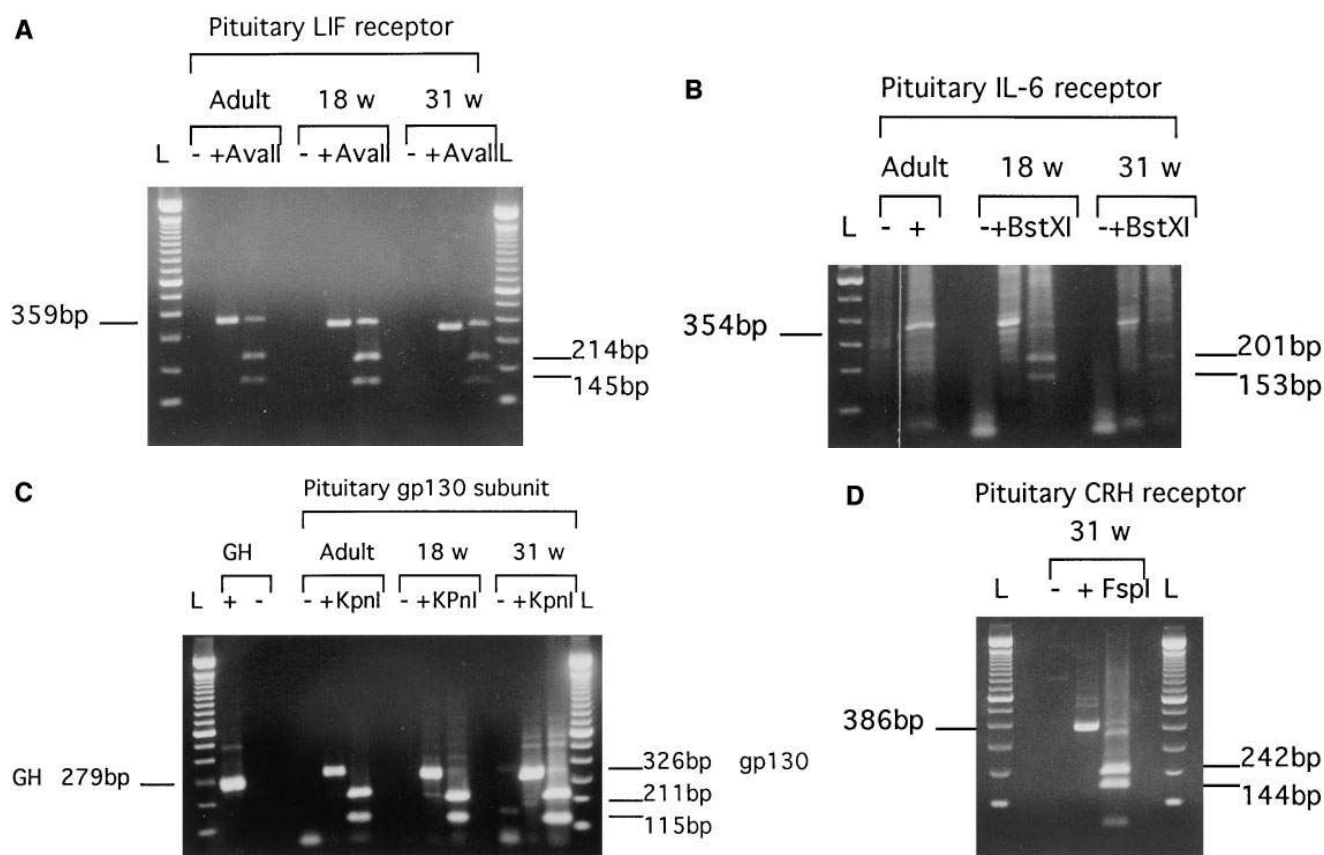 A
Pituitary LIF receptor
Adult 18 w 31 w
L - +AvaII - +AvaII - +AvaII L
359bp
214bp
145bp
B
Pituitary IL-6 receptor
Adult 18 w 31 w
L - + -+BstXI -+BstXI
354bp
201bp
153bp
C
Pituitary gp130 subunit
GH Adult 18 w 31 w
L + - - +KpnI - +KPnI - +KpnI L
GH 279bp
326bp gp130
211bp
115bp
D
Pituitary CRH receptor
31 w
L - + FspI L
386bp
242bp
144bp